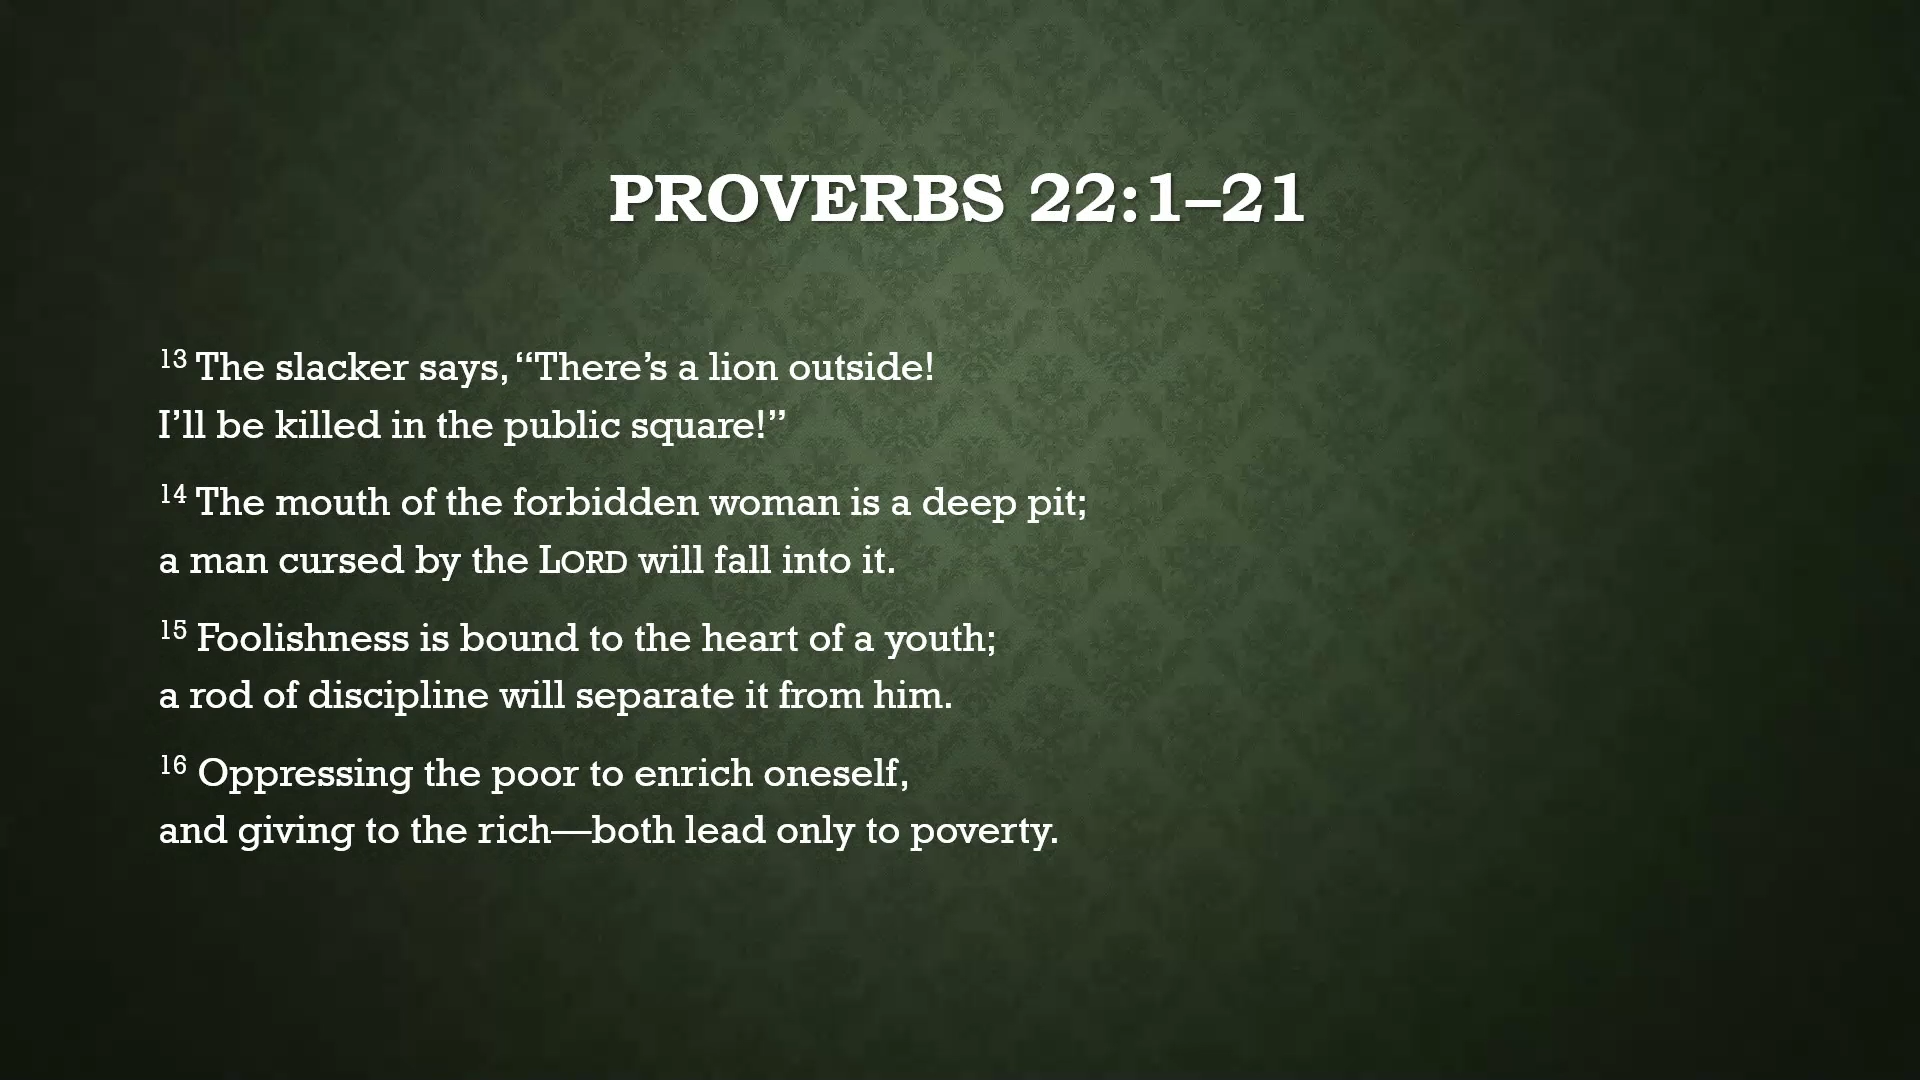 PROVERBS 22:1–21
13 The slacker says, “There’s a lion outside!
I’ll be killed in the public square!”
14 The mouth of the forbidden woman is a deep pit;
a man cursed by the LORD will fall into it.
15 Foolishness is bound to the heart of a youth;
a rod of discipline will separate it from him.
16 Oppressing the poor to enrich oneself,
and giving to the rich—both lead only to poverty.